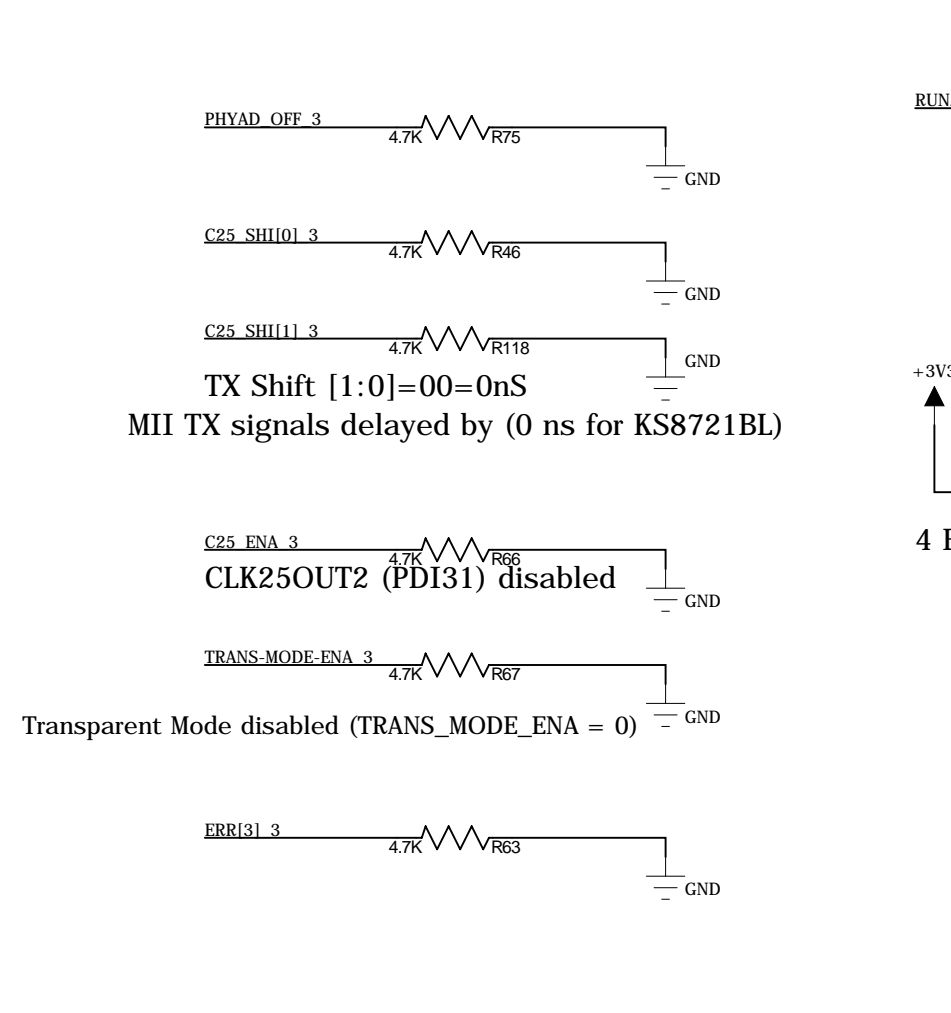 RUN
PHYAD_OFF_3
4.7K R75
GND
C25_SHI[0]_3
4.7K R46
GND
C25_SHI[1]_3
4.7K R118
GND
TX Shift [1:0]=00=0nS
MII TX signals delayed by (0 ns for KS8721BL)
+3V3
4
C25_ENA_3
4.7K R66
CLK25OUT2 (PDI31) disabled
GND
TRANS-MODE-ENA_3
4.7K R67
GND
Transparent Mode disabled (TRANS_MODE_ENA = 0)
ERR[3]_3
4.7K R63
GND